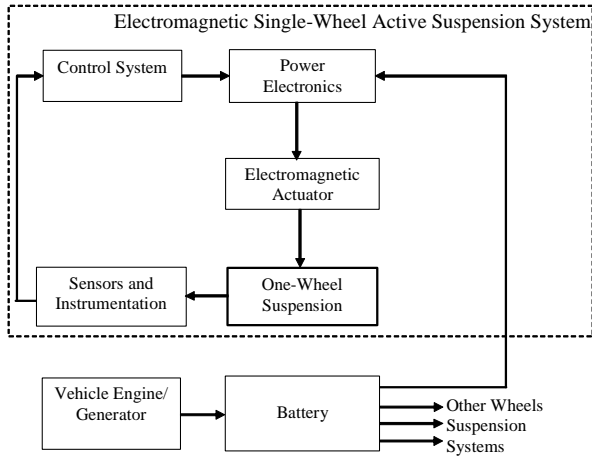 Electromagnetic Single-Wheel Active Suspension System
Control System
Power
Electronics
Electromagnetic
Actuator
Sensors and
Instrumentation
One-Wheel
Suspension
Vehicle Engine/
Generator
Battery
Other Wheels
Suspension
Systems